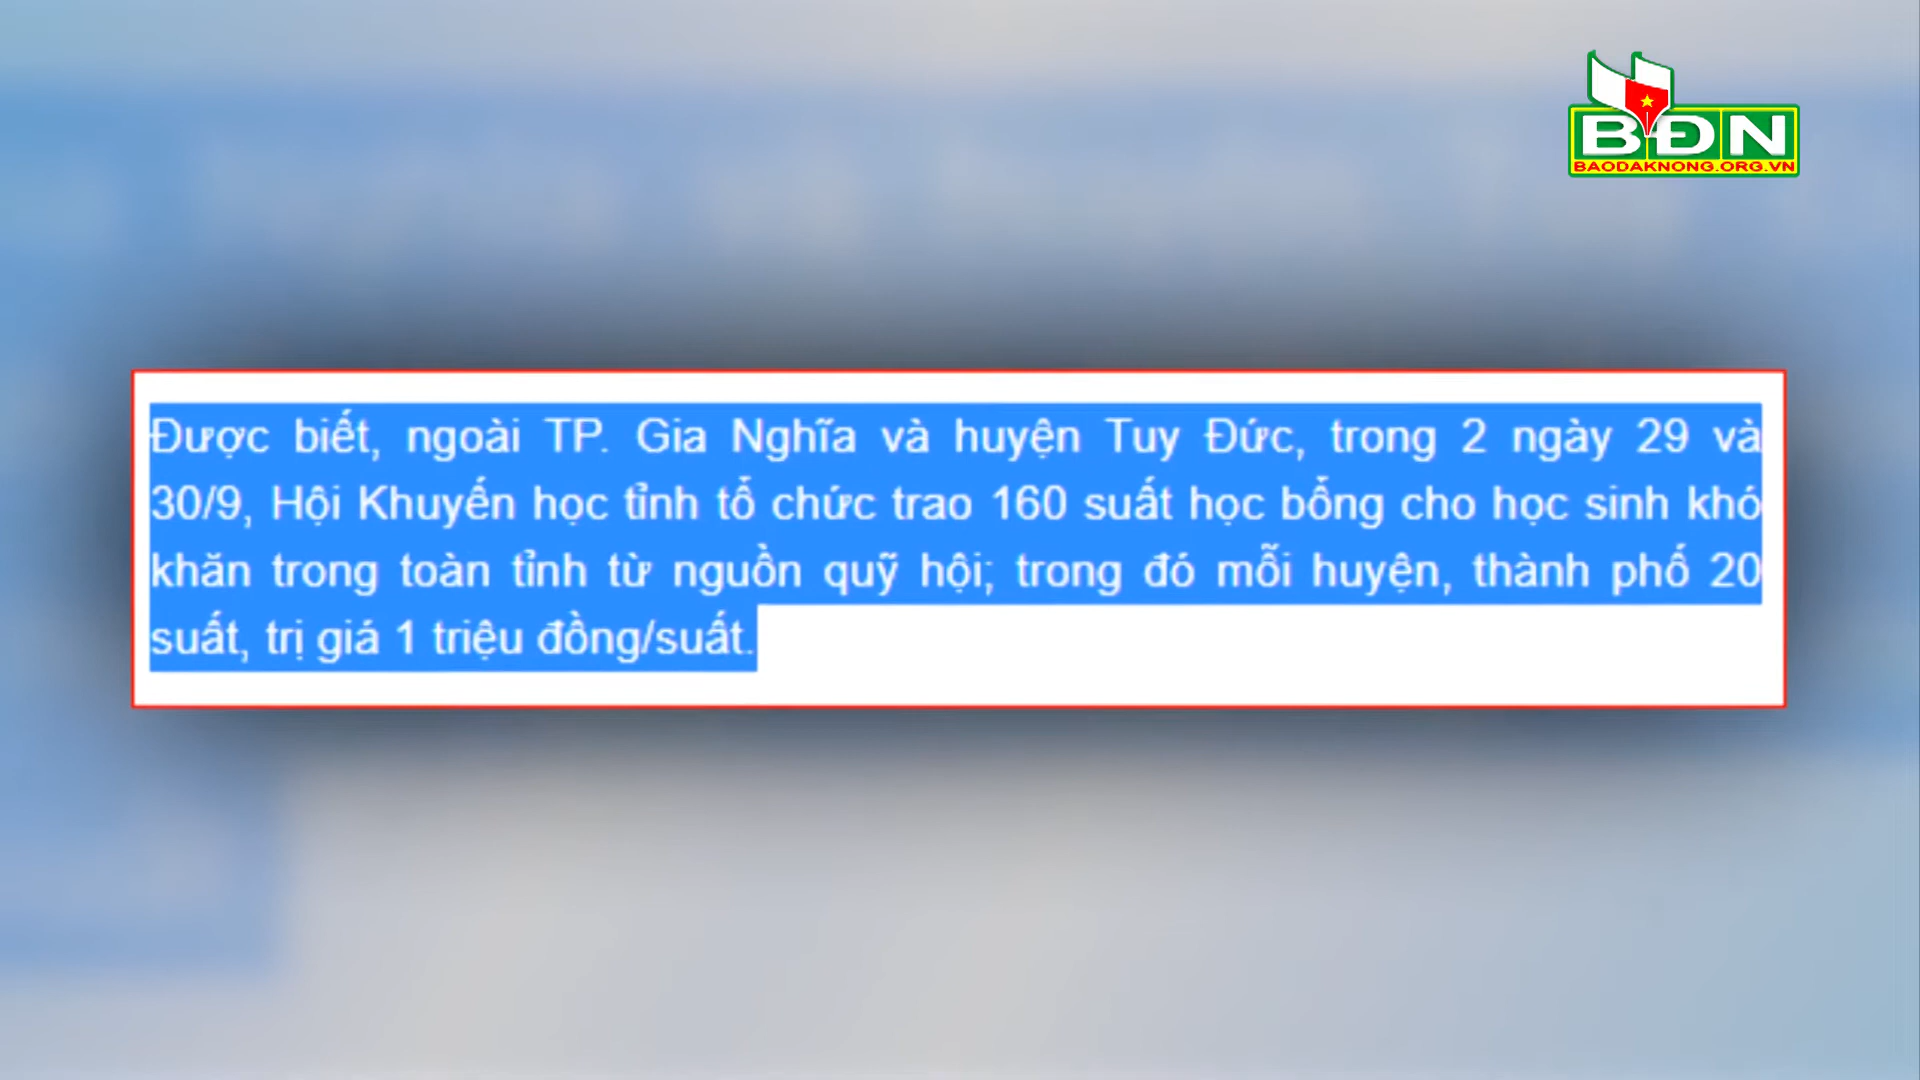 BĐN
BAODAKNONG.ORG.VN
Được biết, ngoài TP. Gia Nghĩa và huyện Tuy Đức, trong 2 ngày 29 và
30/9, Hội Khuyến học tỉnh tổ chức trao 160 suất học bổng cho học sinh khó
khăn trong toàn tỉnh từ nguồn quỹ hội; trong đó mỗi huyện, thành phố 20
suất, trị giá 1 triệu đồng/suất.